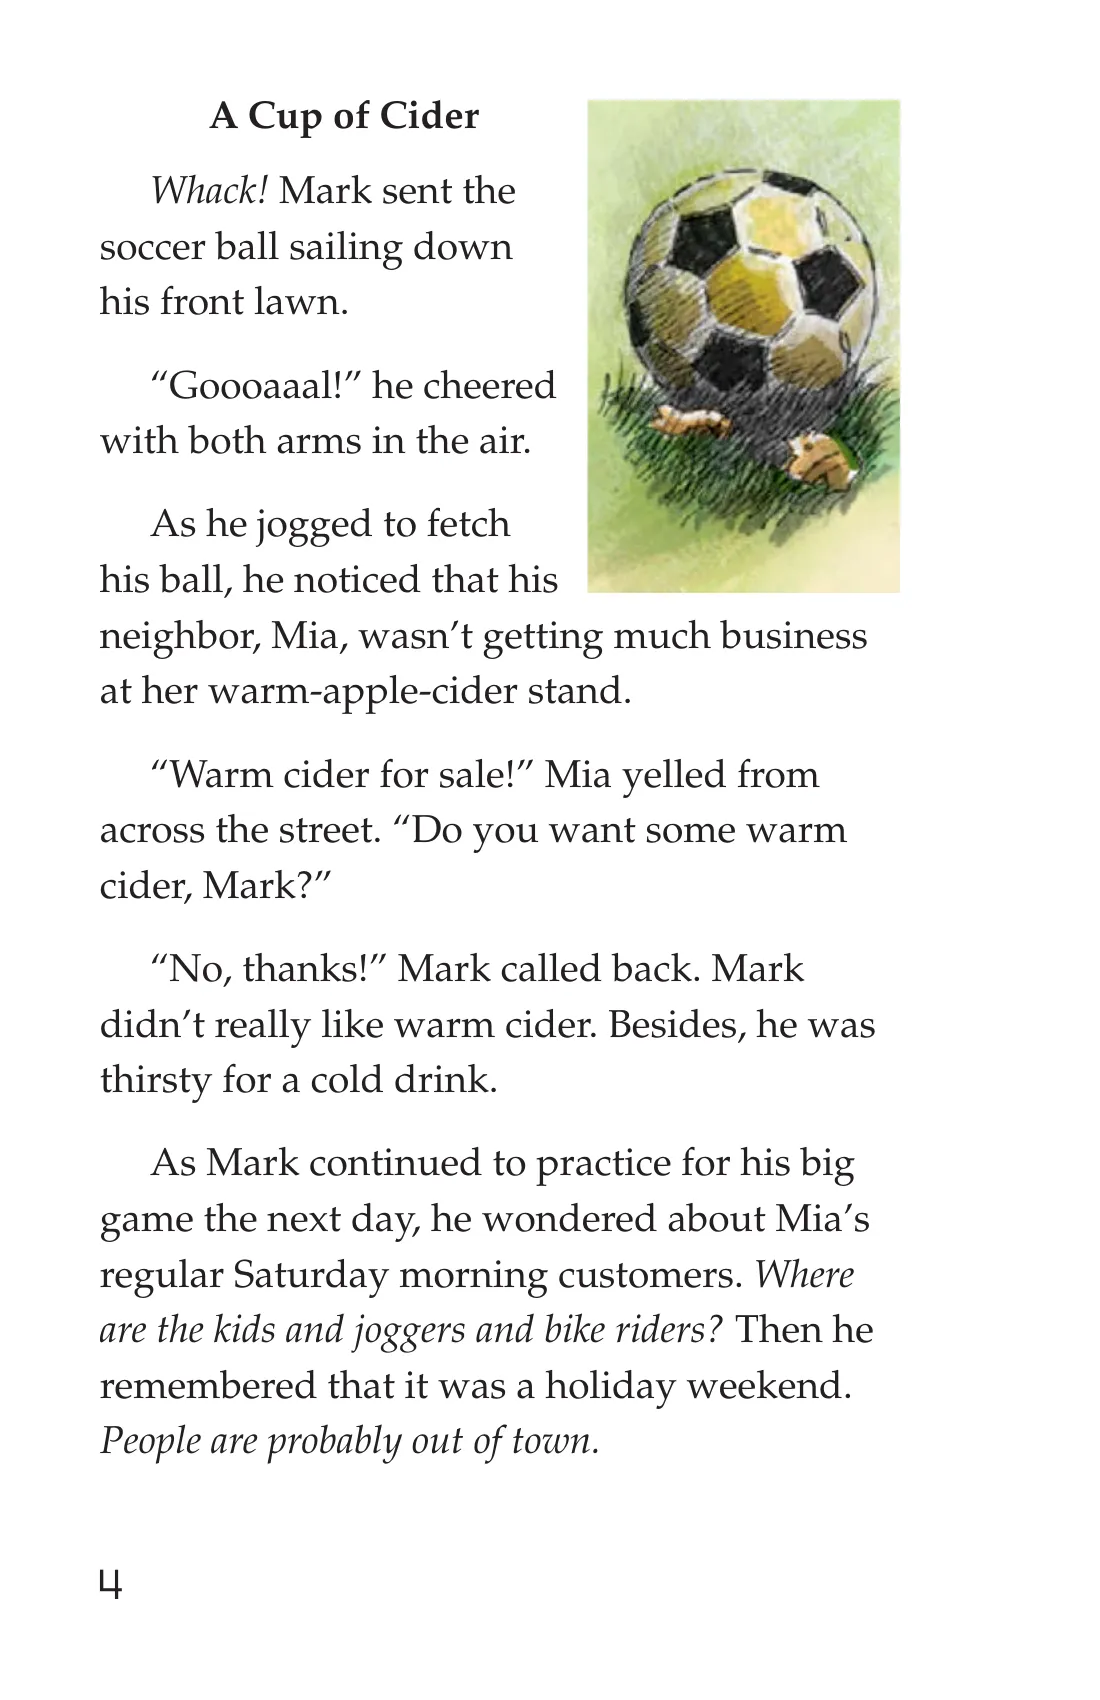 A Cup of Cider
Whack! Mark sent the
soccer ball sailing down
his front lawn.
“Goooaaal!” he cheered
with both arms in the air.
As he jogged to fetch
his ball, he noticed that his
neighbor, Mia, wasn’t getting much business
at her warm-apple-cider stand.
“Warm cider for sale!” Mia yelled from
across the street. “Do you want some warm
cider, Mark?”
“No, thanks!” Mark called back. Mark
didn’t really like warm cider. Besides, he was
thirsty for a cold drink.
As Mark continued to practice for his big
game the next day, he wondered about Mia’s
regular Saturday morning customers. Where
are the kids and joggers and bike riders? Then he
remembered that it was a holiday weekend.
People are probably out of town.
4